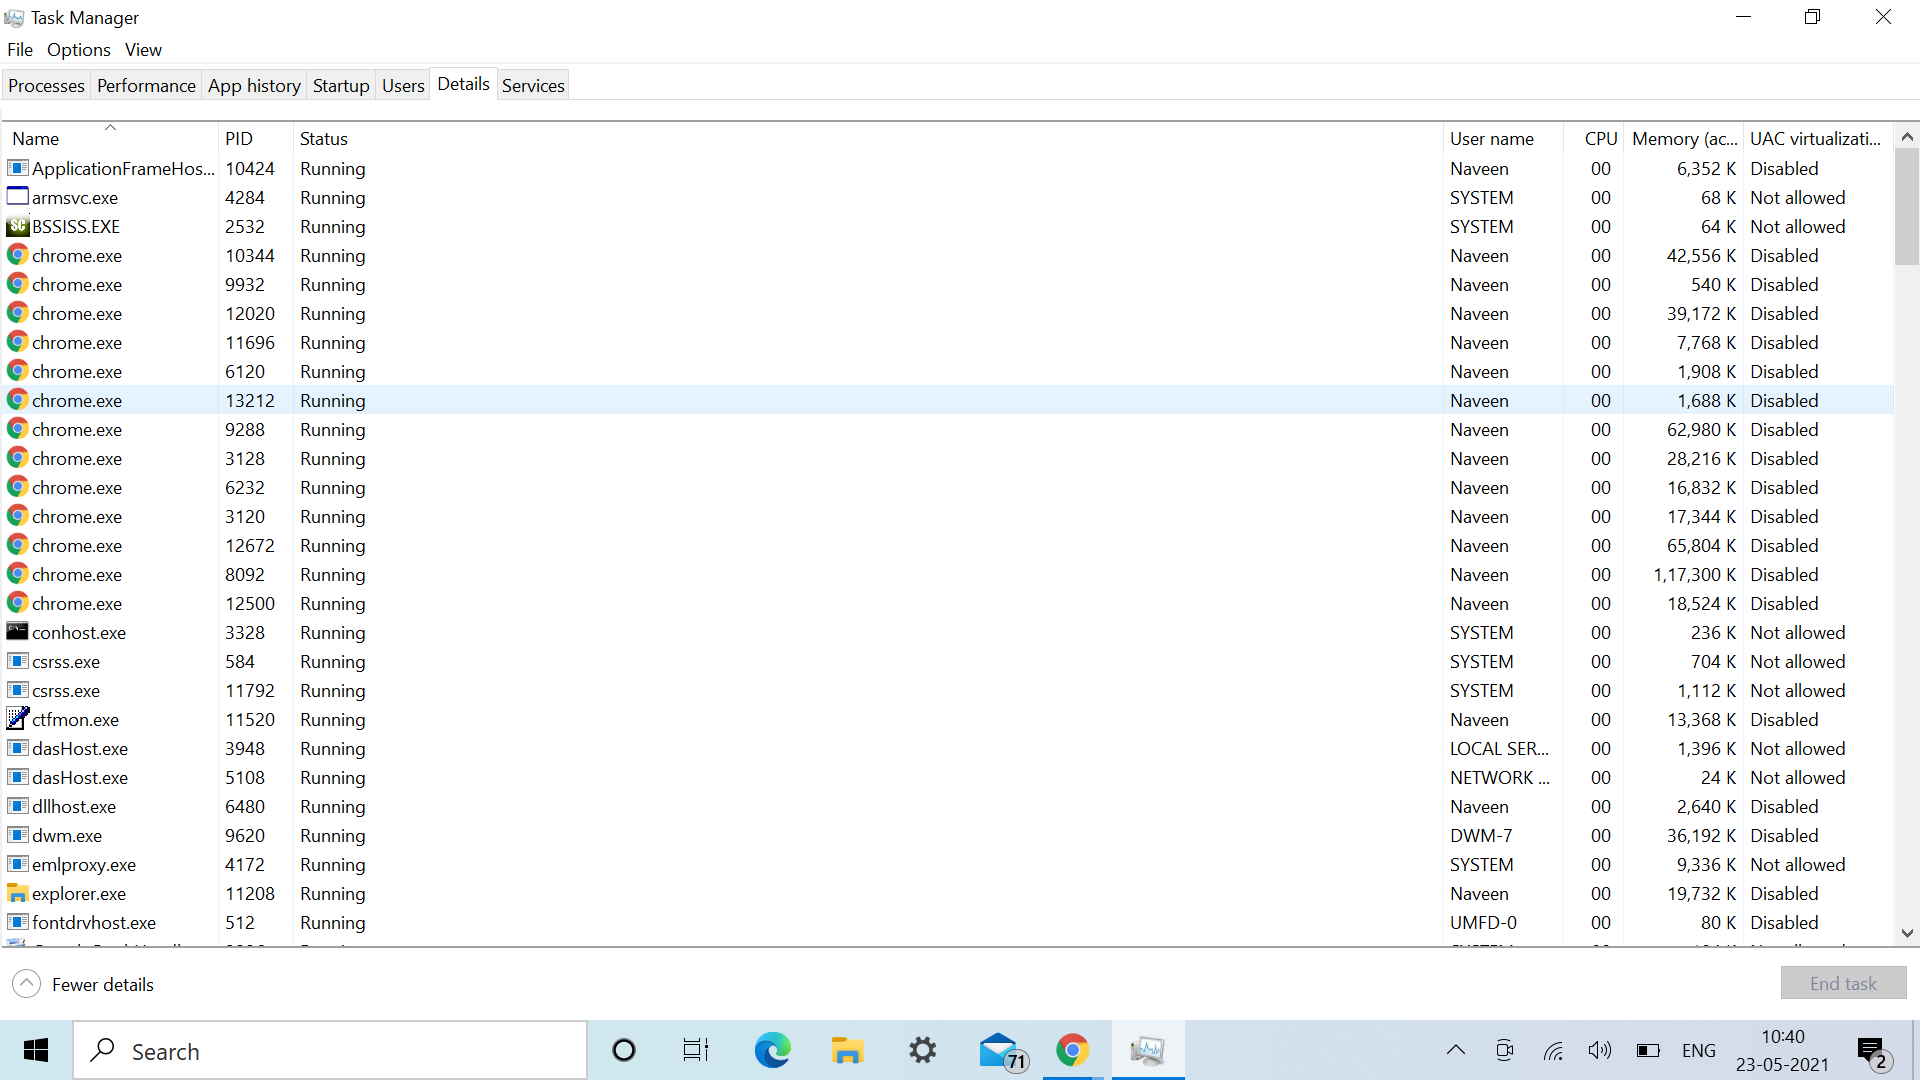 Task Manager
File Options View
Processes Performance App history Startup Users Details Services
Name PID Status User name CPU Memory (ac... UAC virtualizati...
ApplicationFrameHos... 10424 Running Naveen 00 6,352 K Disabled
armsvc.exe 4284 Running SYSTEM 00 68 K Not allowed
SC BSSISS.EXE 2532 Running SYSTEM 00 64 K Not allowed
chrome.exe 10344 Running Naveen 00 42,556 K Disabled
chrome.exe 9932 Running Naveen 00 540 K Disabled
chrome.exe 12020 Running Naveen 00 39,172 K Disabled
chrome.exe 11696 Running Naveen 00 7,768 K Disabled
chrome.exe 6120 Running Naveen 00 1,908 K Disabled
chrome.exe 13212 Running Naveen 00 1,688 K Disabled
chrome.exe 9288 Running Naveen 00 62,980 K Disabled
chrome.exe 3128 Running Naveen 00 28,216 K Disabled
chrome.exe 6232 Running Naveen 00 16,832 K Disabled
chrome.exe 3120 Running Naveen 00 17,344 K Disabled
chrome.exe 12672 Running Naveen 00 65,804 K Disabled
chrome.exe 8092 Running Naveen 00 1,17,300 K Disabled
chrome.exe 12500 Running Naveen 00 18,524 K Disabled
conhost.exe 3328 Running SYSTEM 00 236 K Not allowed
csrss.exe 584 Running SYSTEM 00 704 K Not allowed
csrss.exe 11792 Running SYSTEM 00 1,112 K Not allowed
ctfmon.exe 11520 Running Naveen 00 13,368 K Disabled
dasHost.exe 3948 Running LOCAL SER... 00 1,396 K Not allowed
dasHost.exe 5108 Running NETWORK ... 00 24 K Not allowed
dllhost.exe 6480 Running Naveen 00 2,640 K Disabled
dwm.exe 9620 Running DWM-7 00 36,192 K Disabled
emlproxy.exe 4172 Running SYSTEM 00 9,336 K Not allowed
explorer.exe 11208 Running Naveen 00 19,732 K Disabled
fontdrvhost.exe 512 Running UMFD-0 00 80 K Disabled
Fewer details End task
Search 71 ENG 10:40
23-05-2021 2